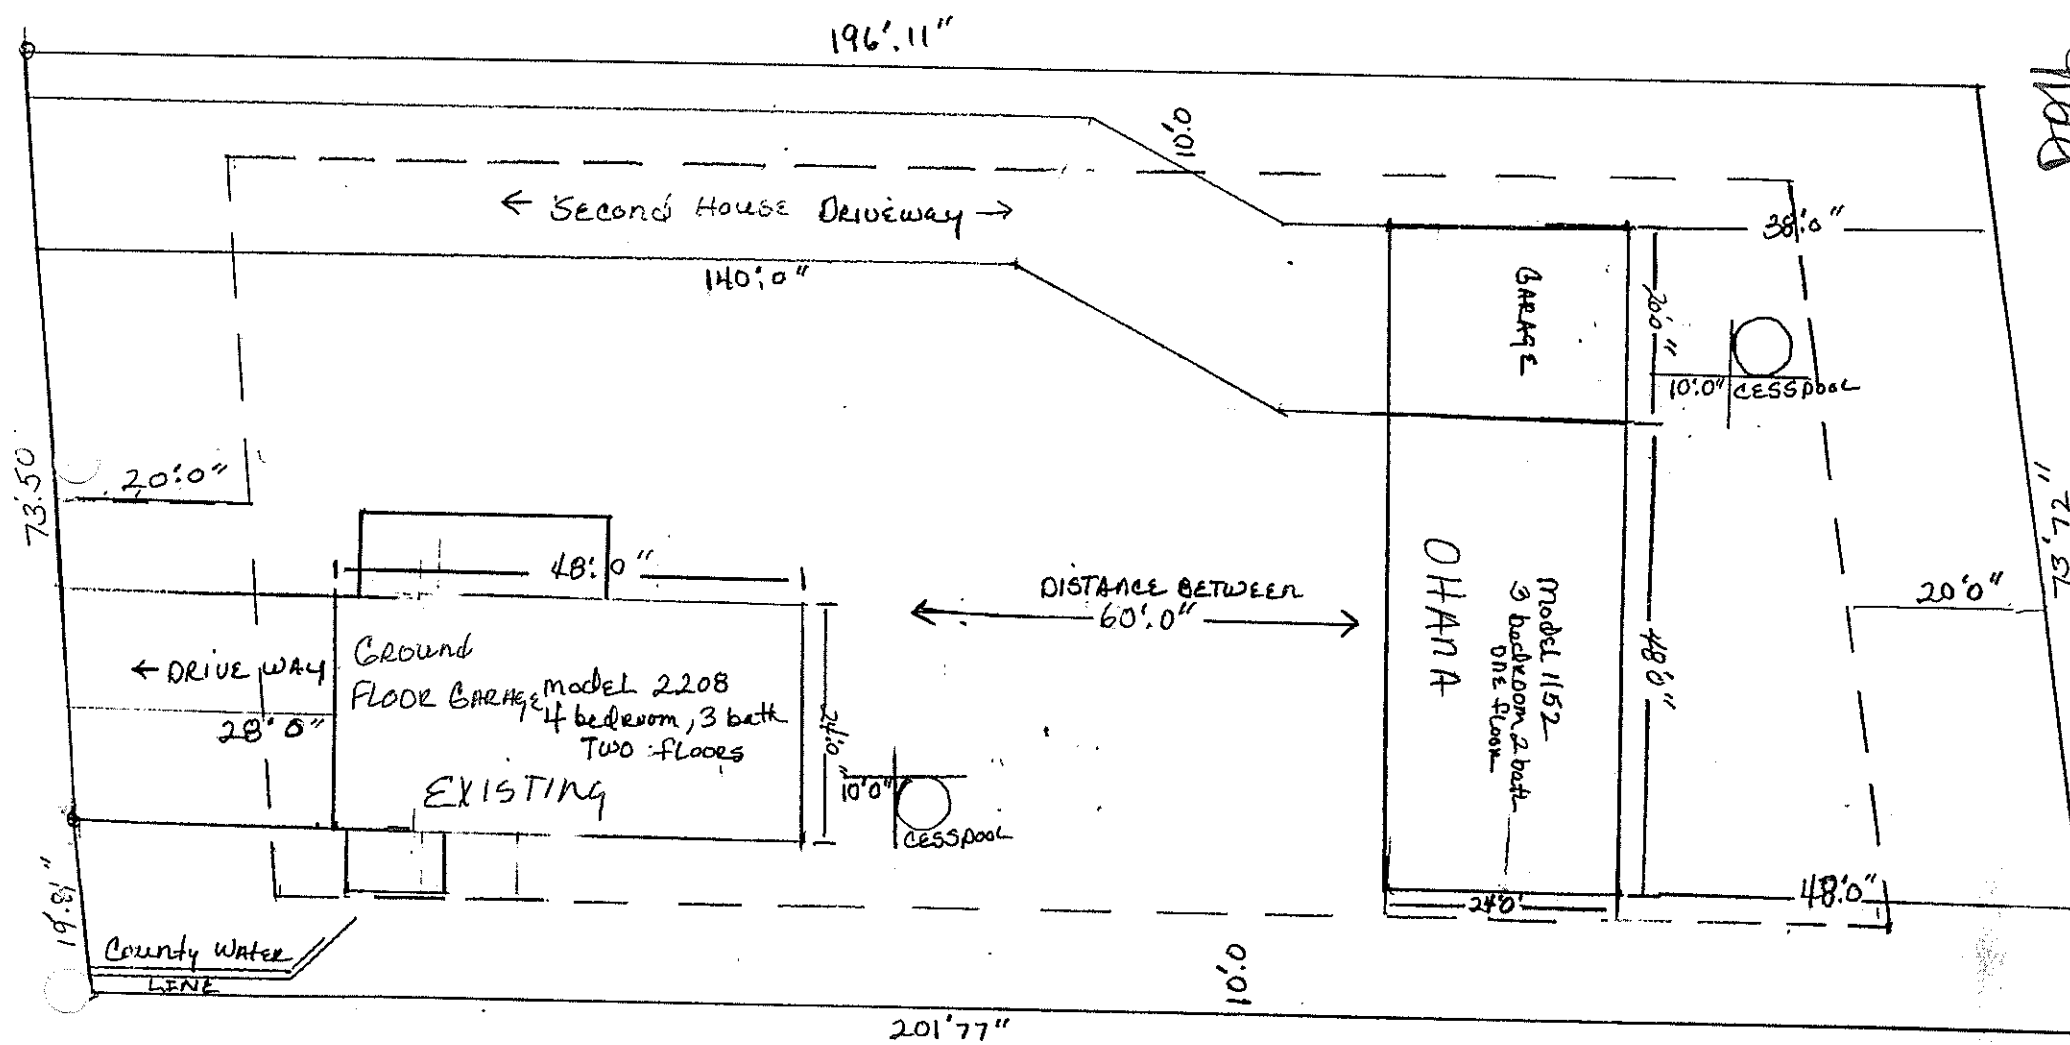 196'.11"
10'.0
← Second House Driveway →
38'.0"
140'.0"
GARAGE
20'0"
10'.0" CESSPOOL
73'.50
20'.0"
48'.0"
DISTANCE BETWEEN
60'.0"
OHANA
Model 1152
3 bedroom 2 bath
ONE floor
48'0"
20'0"
← DRIVE WAY
28'0"
GROUND
FLOOR GARAGE
model 2208
4 bedroom, 3 bath
TWO floors
EXISTING
24'.0"
10'0"
CESSPOOL
24'0'
48'.0"
19'.81"
County Water
LINE
10'.0
201'77"